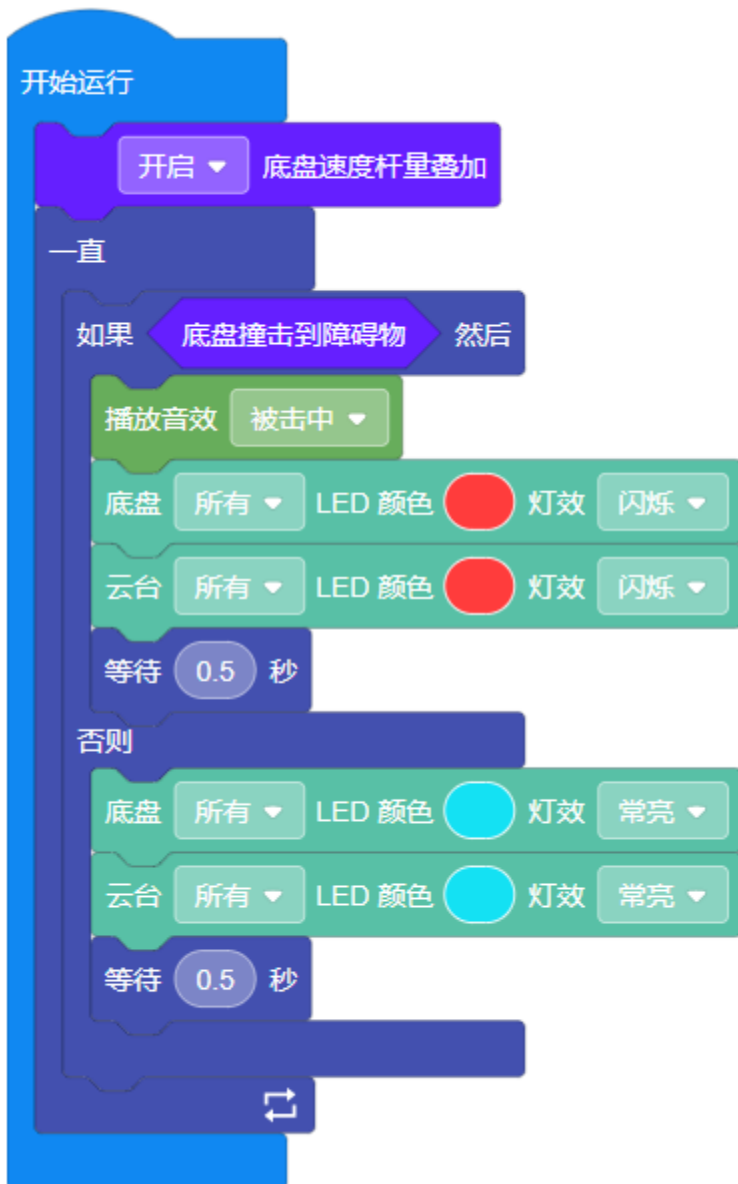 开始运行
开启 底盘速度杆量叠加
一直
如果 底盘撞击到障碍物 然后
播放音效 被击中
底盘 所有 LED 颜色 灯效 闪烁
云台 所有 LED 颜色 灯效 闪烁
等待 0.5 秒
否则
底盘 所有 LED 颜色 灯效 常亮
云台 所有 LED 颜色 灯效 常亮
等待 0.5 秒